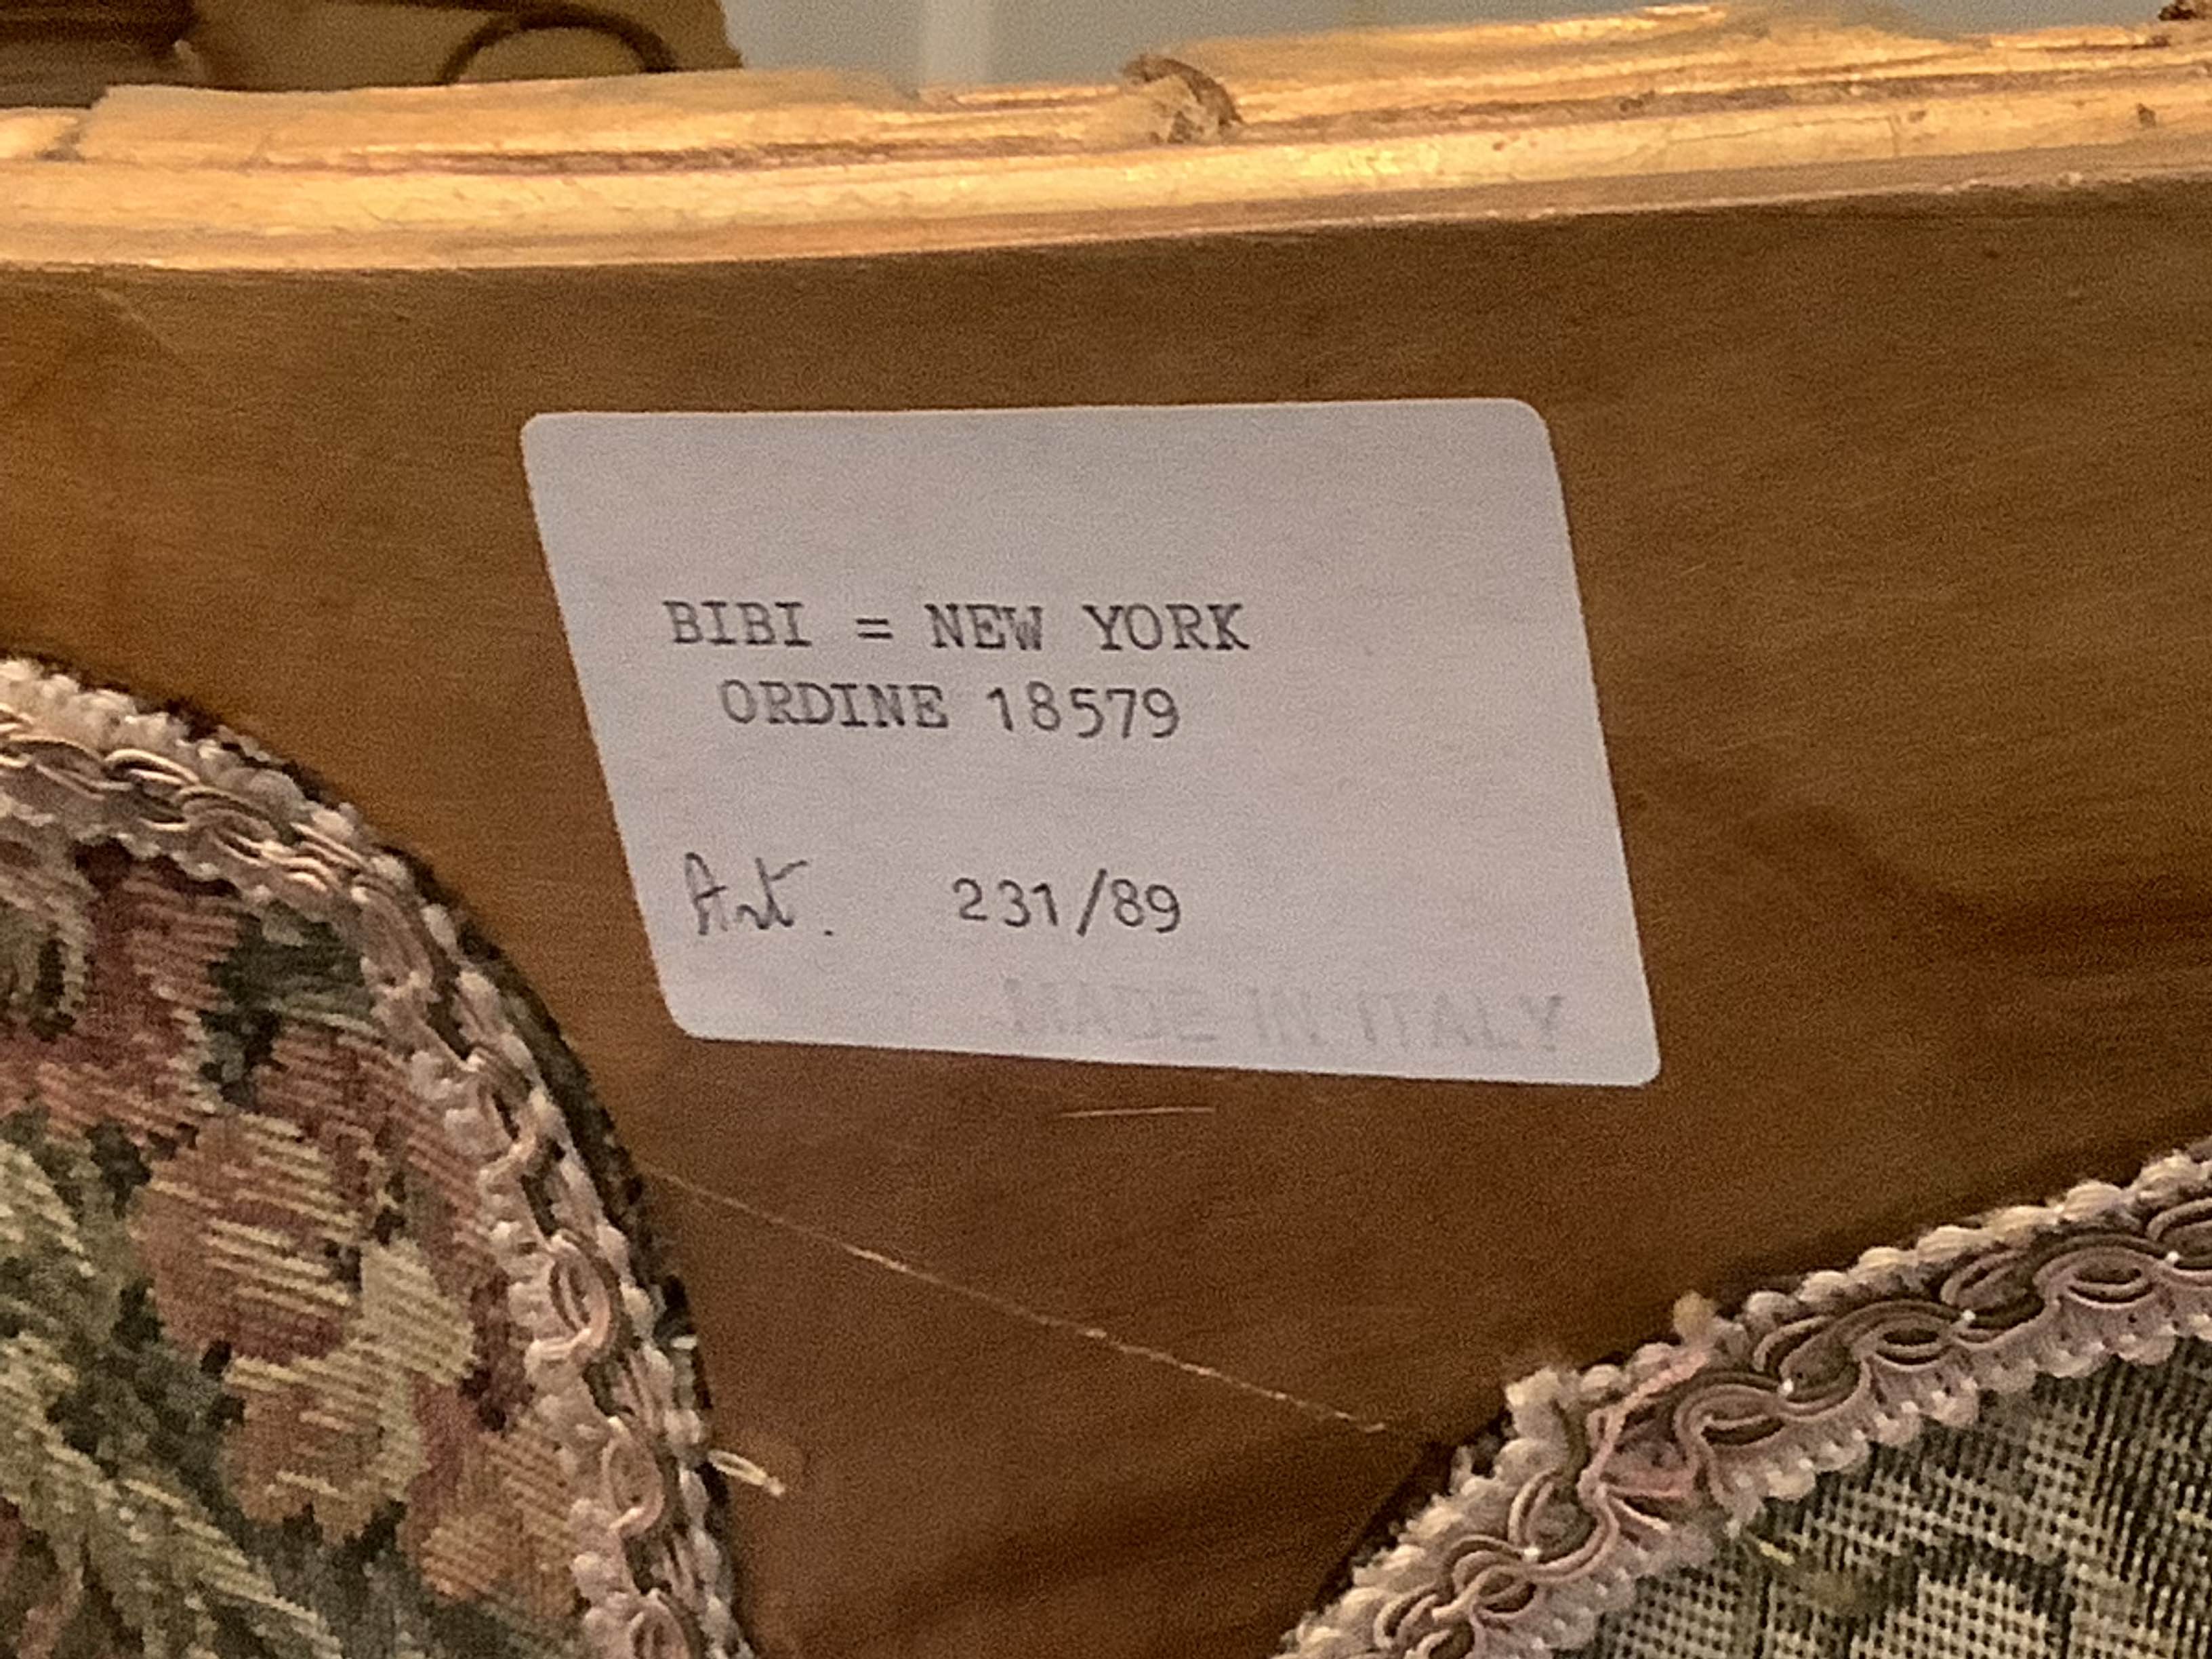 BIBI = NEW YORK
ORDINE 18579
Art. 231/89
MADE IN ITALY